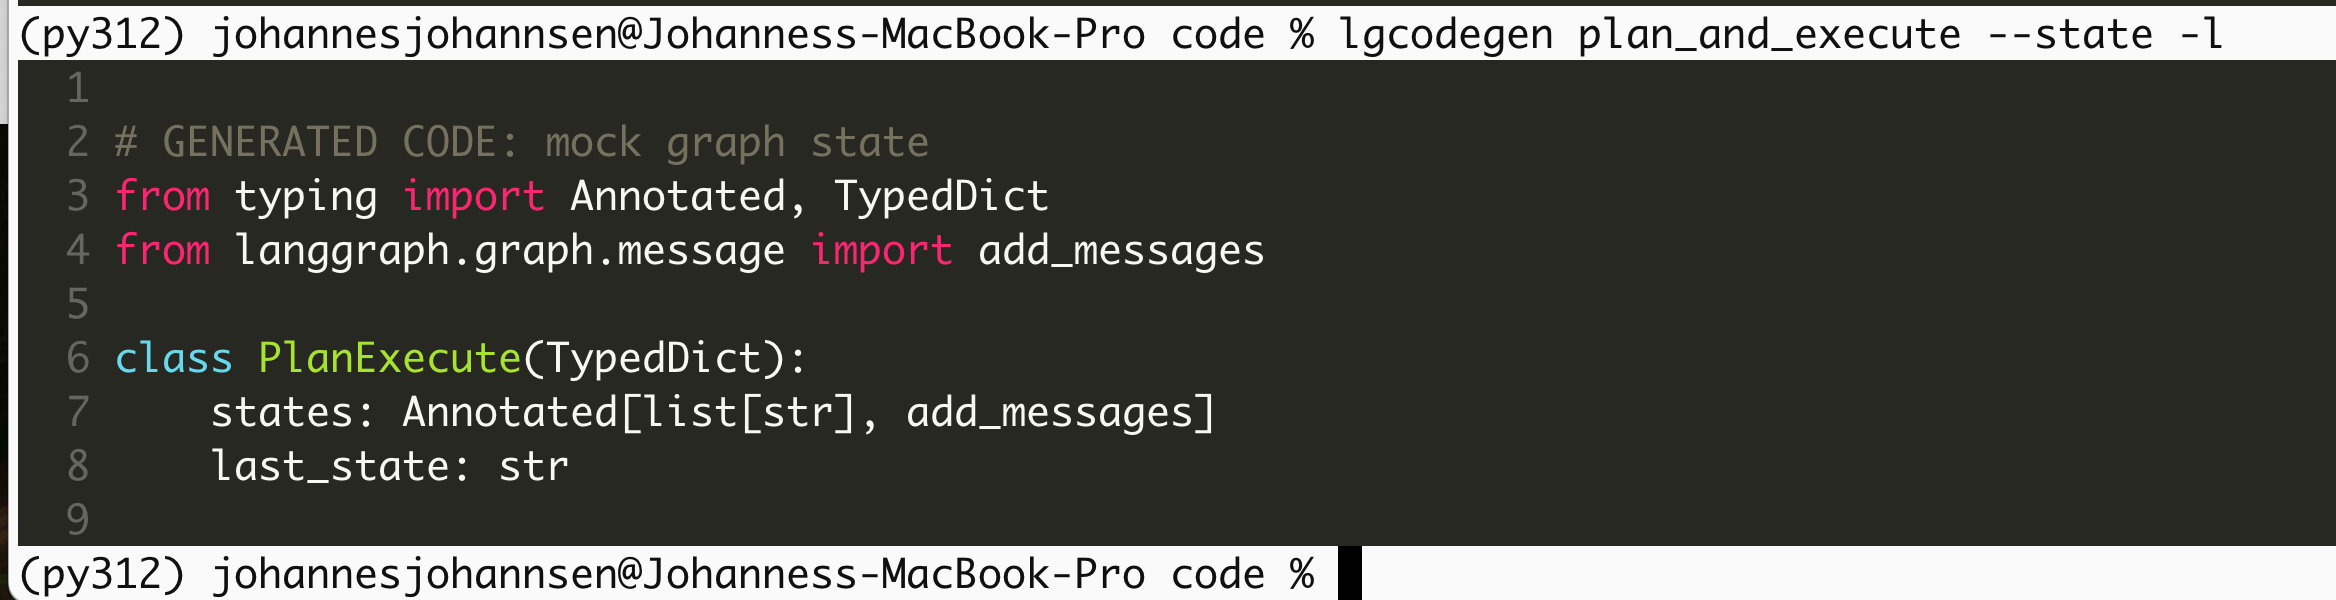 (py312) johannesjohannsen@Johanness-MacBook-Pro code % lgcodegen plan_and_execute --state -l
1
2 # GENERATED CODE: mock graph state
3 from typing import Annotated, TypedDict
4 from langgraph.graph.message import add_messages
5
6 class PlanExecute(TypedDict):
7     states: Annotated[list[str], add_messages]
8     last_state: str
9
(py312) johannesjohannsen@Johanness-MacBook-Pro code %